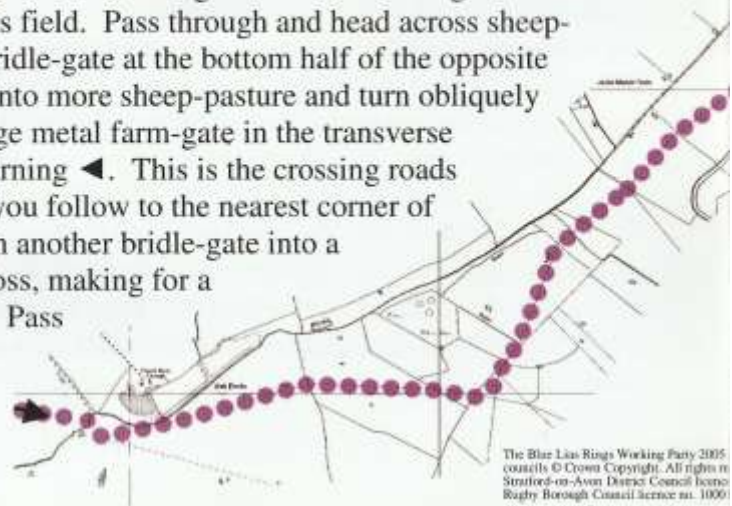 s field. Pass through and head across sheep-
ridle-gate at the bottom half of the opposite
nto more sheep-pasture and turn obliquely
ge metal farm-gate in the transverse
rning ◄. This is the crossing roads
you follow to the nearest corner of
n another bridle-gate into a
oss, making for a
Pass
The Blue Lias Rings Working Party 2005
councils © Crown Copyright. All rights
Stratford-on-Avon District Council licenc
Rugby Borough Council licence no. 1000